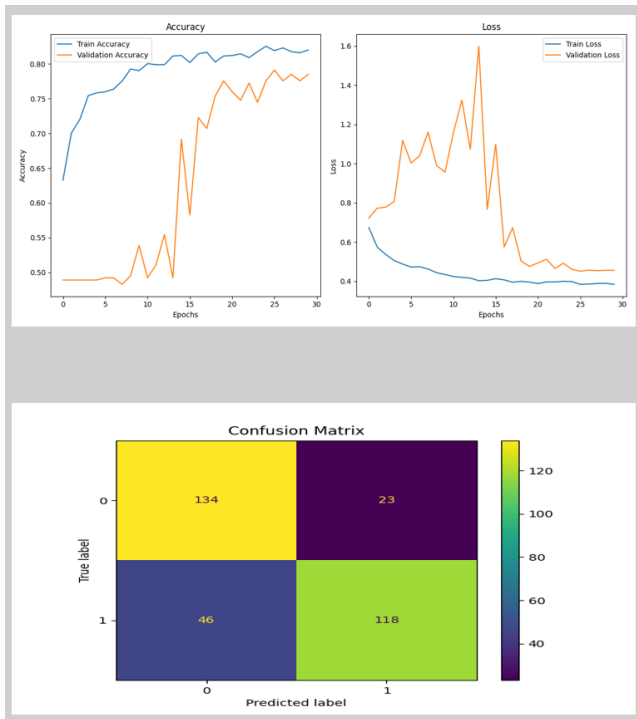 Accuracy
Train Accuracy
Validation Accuracy
0.80
0.75
0.70
0.65
0.60
0.55
0.50
Accuracy
0 5 10 15 20 25 30
Epochs
Loss
Train Loss
Validation Loss
1.6
1.4
1.2
1.0
0.8
0.6
0.4
Loss
0 5 10 15 20 25 30
Epochs
Confusion Matrix
True label
0
1
134 23
46 118
0 1
Predicted label
120
100
80
60
40